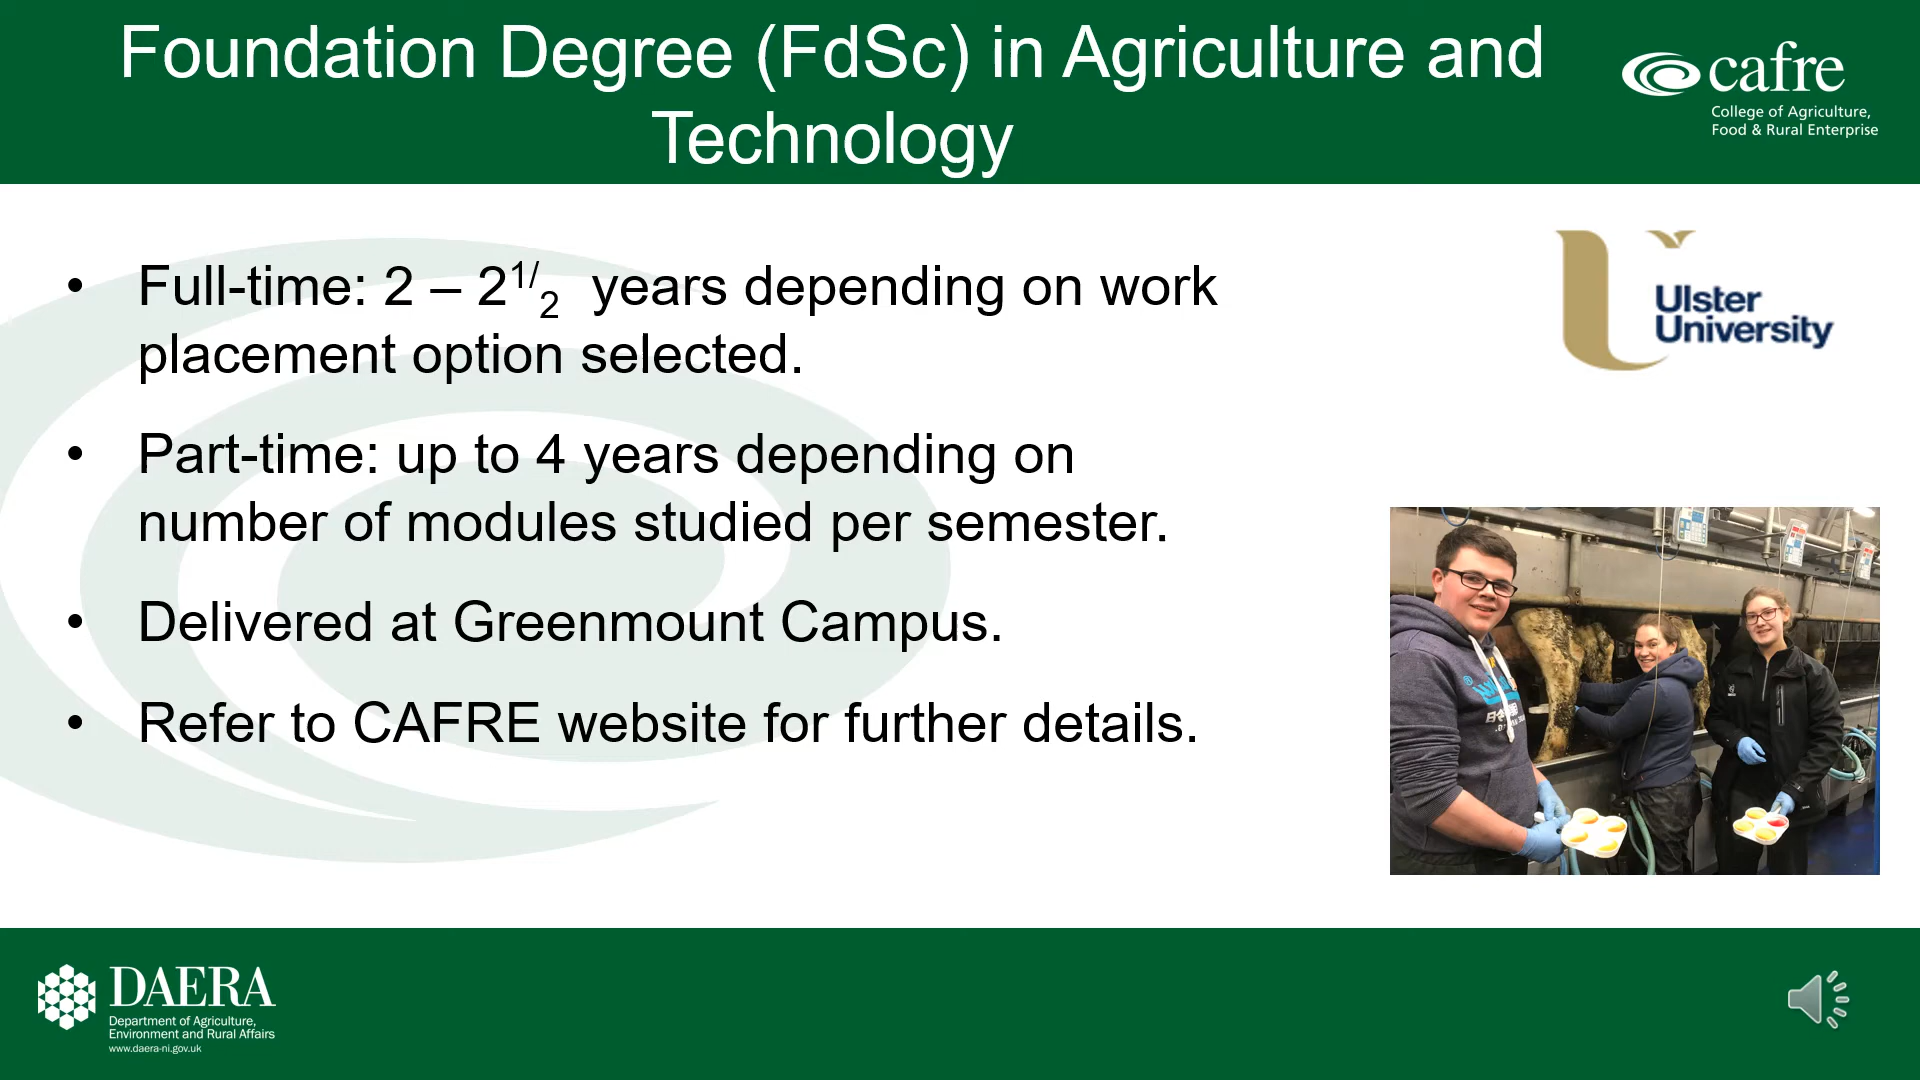 Foundation Degree (FdSc) in Agriculture and
Technology
cafre
College of Agriculture,
Food & Rural Enterprise
• Full-time: 2 – 2 1/2 years depending on work
placement option selected.
• Part-time: up to 4 years depending on
number of modules studied per semester.
• Delivered at Greenmount Campus.
• Refer to CAFRE website for further details.
Ulster
University
DAERA
Department of Agriculture,
Environment and Rural Affairs
www.daera-ni.gov.uk